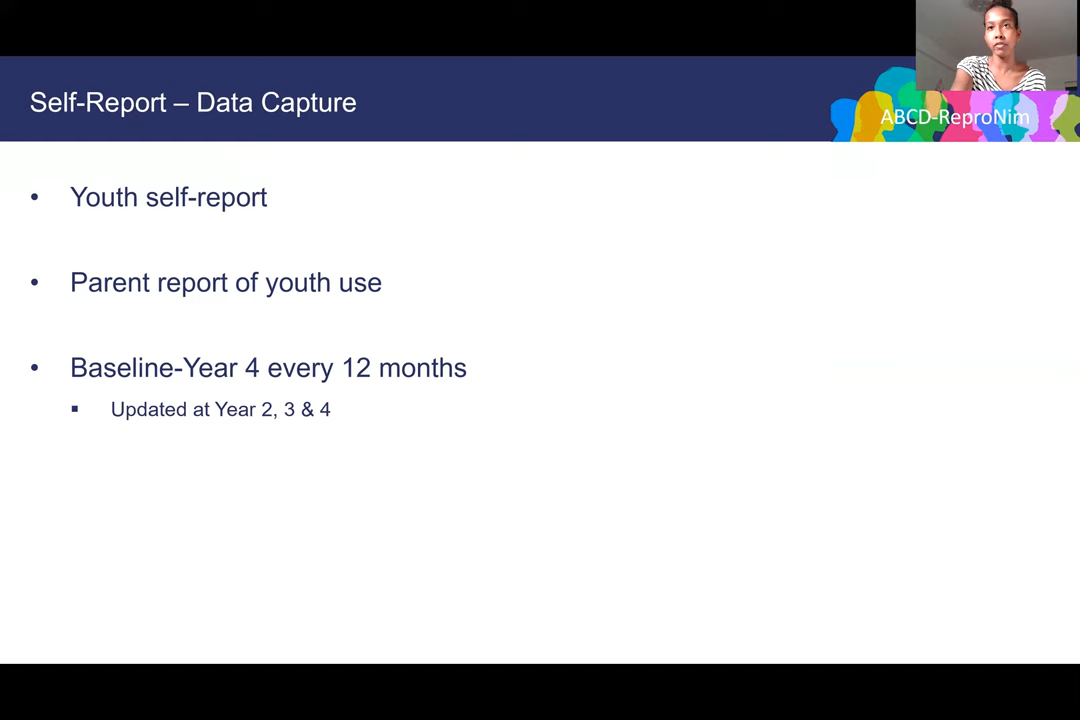 Self-Report – Data Capture
ABCD-ReproNim
• Youth self-report
• Parent report of youth use
• Baseline-Year 4 every 12 months
▪ Updated at Year 2, 3 & 4